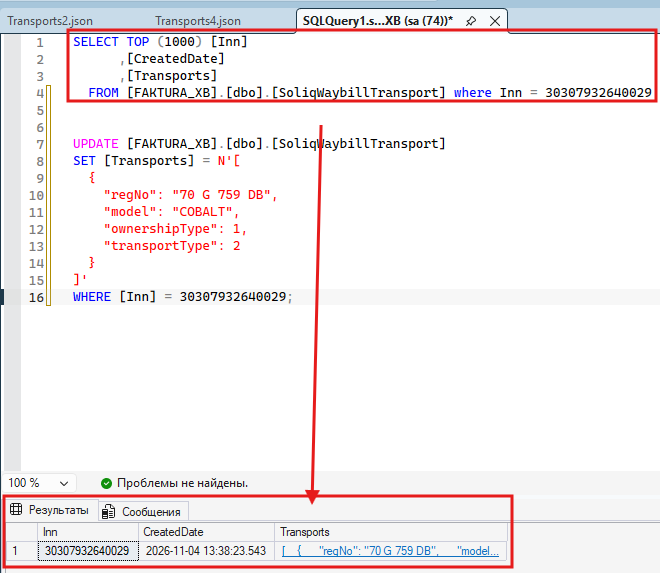 Transports2.json
Transports4.json
SQLQuery1.s...XB (sa (74))*
1 SELECT TOP (1000) [Inn]
2 ,[CreatedDate]
3 ,[Transports]
4 FROM [FAKTURA_XB].[dbo].[SoliqWaybillTransport] where Inn = 30307932640029
5
6
7 UPDATE [FAKTURA_XB].[dbo].[SoliqWaybillTransport]
8 SET [Transports] = N'[
9 {
10 "regNo": "70 G 759 DB",
11 "model": "COBALT",
12 "ownershipType": 1,
13 "transportType": 2
14 }
15 ]'
16 WHERE [Inn] = 30307932640029;
100 %
Проблемы не найдены.
Результаты
Сообщения
Inn CreatedDate Transports
1 30307932640029 2026-11-04 13:38:23.543 [ { "regNo": "70 G 759 DB", "model...